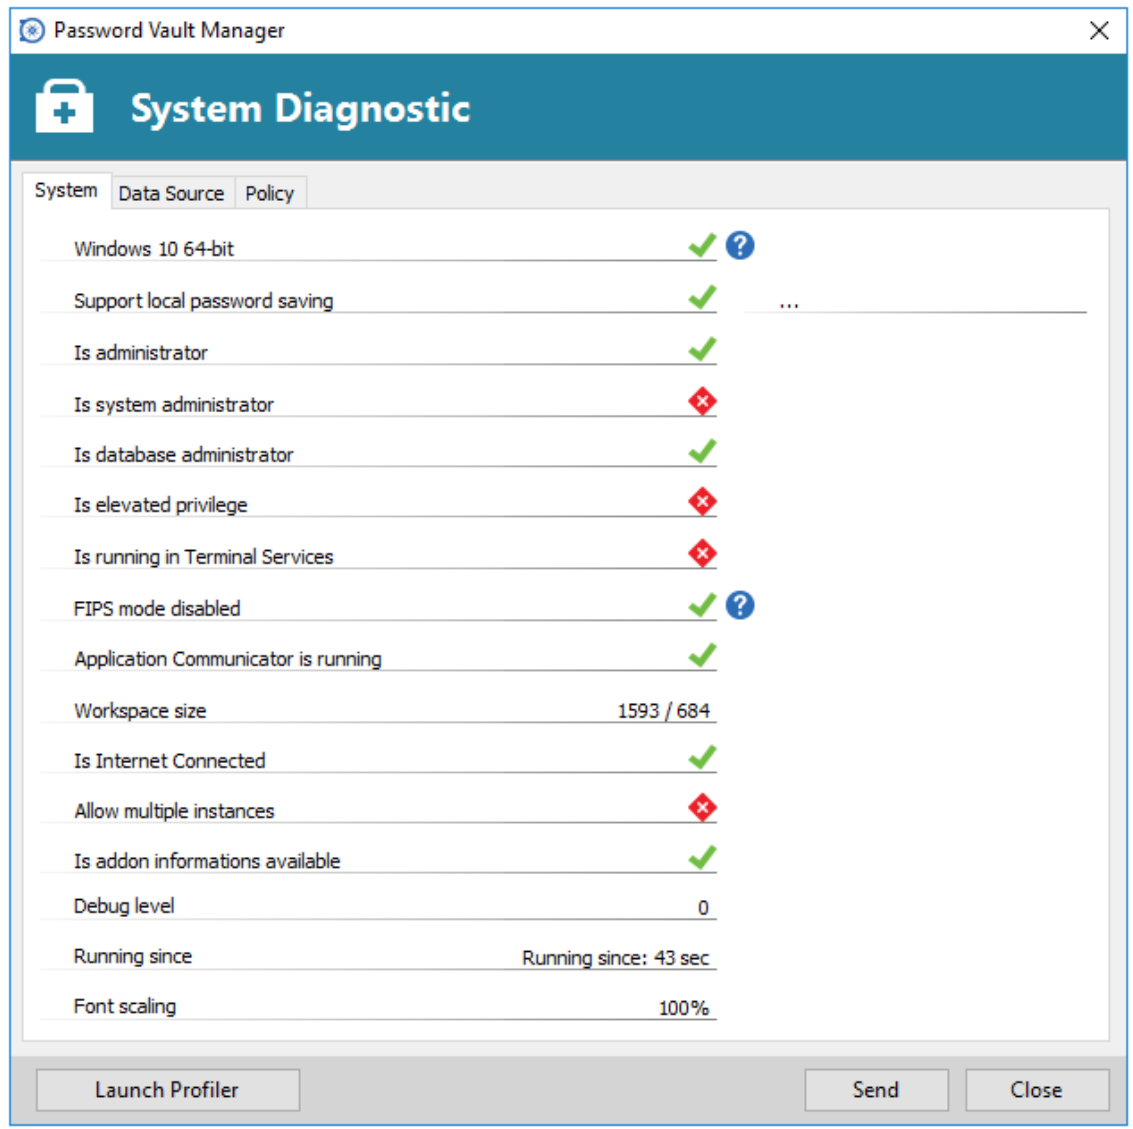 Password Vault Manager
System Diagnostic
System Data Source Policy
Windows 10 64-bit
Support local password saving ...
Is administrator
Is system administrator
Is database administrator
Is elevated privilege
Is running in Terminal Services
FIPS mode disabled
Application Communicator is running
Workspace size 1593 / 684
Is Internet Connected
Allow multiple instances
Is addon informations available
Debug level 0
Running since Running since: 43 sec
Font scaling 100%
Launch Profiler Send Close